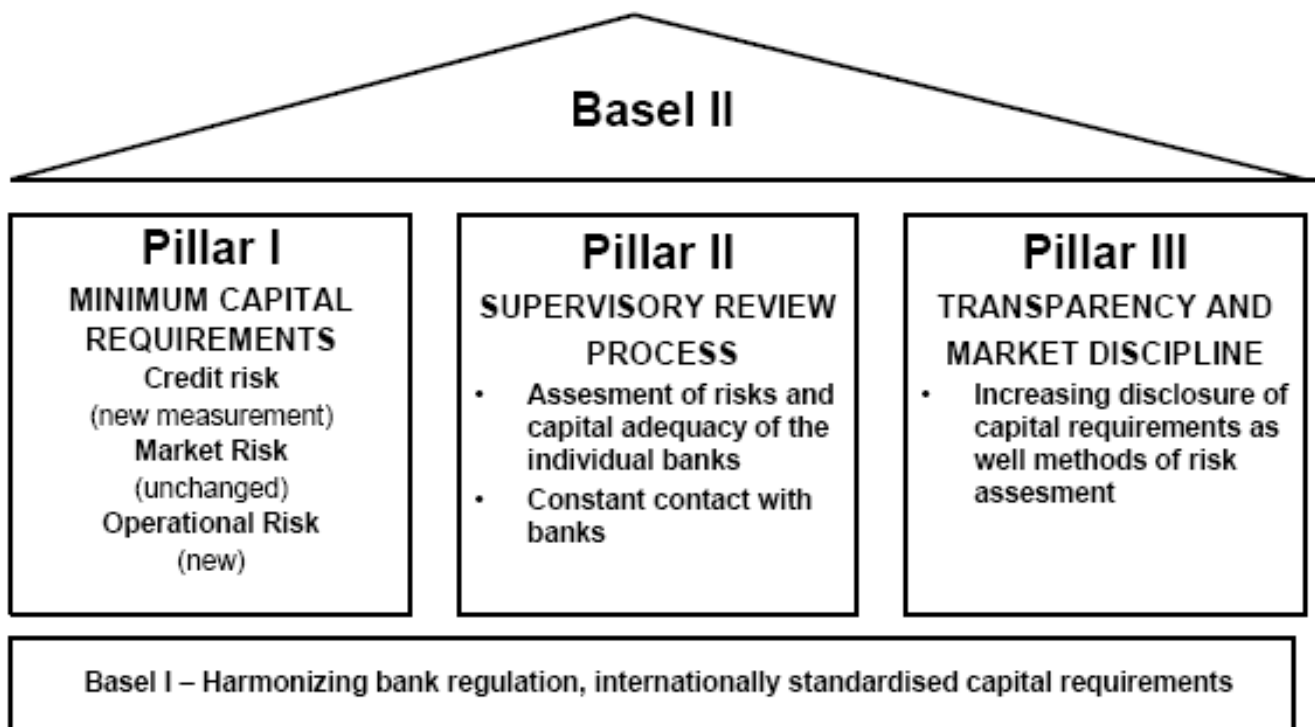 Basel II
Pillar I
MINIMUM CAPITAL
REQUIREMENTS
Credit risk
(new measurement)
Market Risk
(unchanged)
Operational Risk
(new)
Pillar II
SUPERVISORY REVIEW
PROCESS
• Assesment of risks and
capital adequacy of the
individual banks
• Constant contact with
banks
Pillar III
TRANSPARENCY AND
MARKET DISCIPLINE
• Increasing disclosure of
capital requirements as
well methods of risk
assesment
Basel I – Harmonizing bank regulation, internationally standardised capital requirements